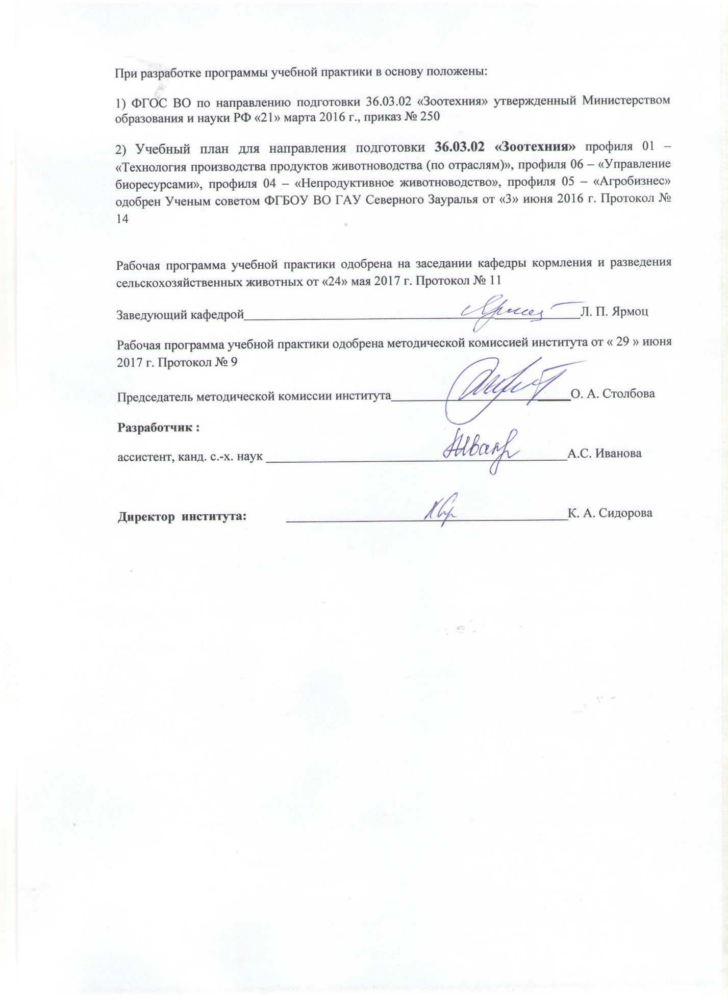 При разработке программы учебной практики в основу положены:
1) ФГОС ВО по направлению подготовки 36.03.02 «Зоотехния» утвержденный Министерством
образования и науки РФ «21» марта 2016 г., приказ № 250
2) Учебный план для направления подготовки 36.03.02 «Зоотехния» профиля 01 –
«Технология производства продуктов животноводства (по отраслям)», профиля 06 – «Управление
биоресурсами», профиля 04 – «Непродуктивное животноводство», профиля 05 – «Агробизнес»
одобрен Ученым советом ФГБОУ ВО ГАУ Северного Зауралья от «3» июня 2016 г. Протокол №
14
Рабочая программа учебной практики одобрена на заседании кафедры кормления и разведения
сельскохозяйственных животных от «24» мая 2017 г. Протокол № 11
Заведующий кафедрой Л. П. Ярмоц
Рабочая программа учебной практики одобрена методической комиссией института от « 29 » июня
2017 г. Протокол № 9
Председатель методической комиссии института О. А. Столбова
Разработчик :
ассистент, канд. с.-х. наук А.С. Иванова
Директор института: К. А. Сидорова